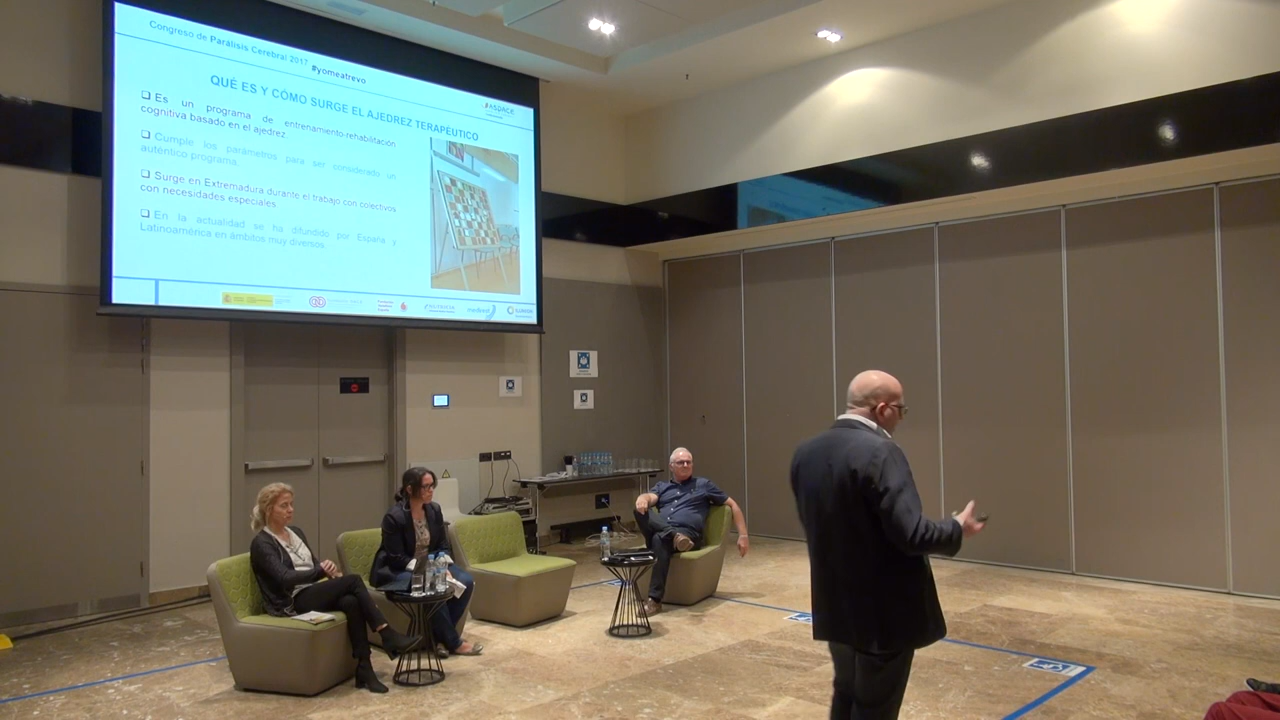 Congreso de Parálisis Cerebral 2017 #yomeatrevo
ASPACE
QUÉ ES Y CÓMO SURGE EL AJEDREZ TERAPÉUTICO
❑ Es un programa de entrenamiento-rehabilitación
cognitiva basado en el ajedrez.
❑ Cumple los parámetros para ser considerado un
auténtico programa.
❑ Surge en Extremadura durante el trabajo con colectivos
con necesidades especiales.
❑ En la actualidad se ha difundido por España y
Latinoamérica en ámbitos muy diversos